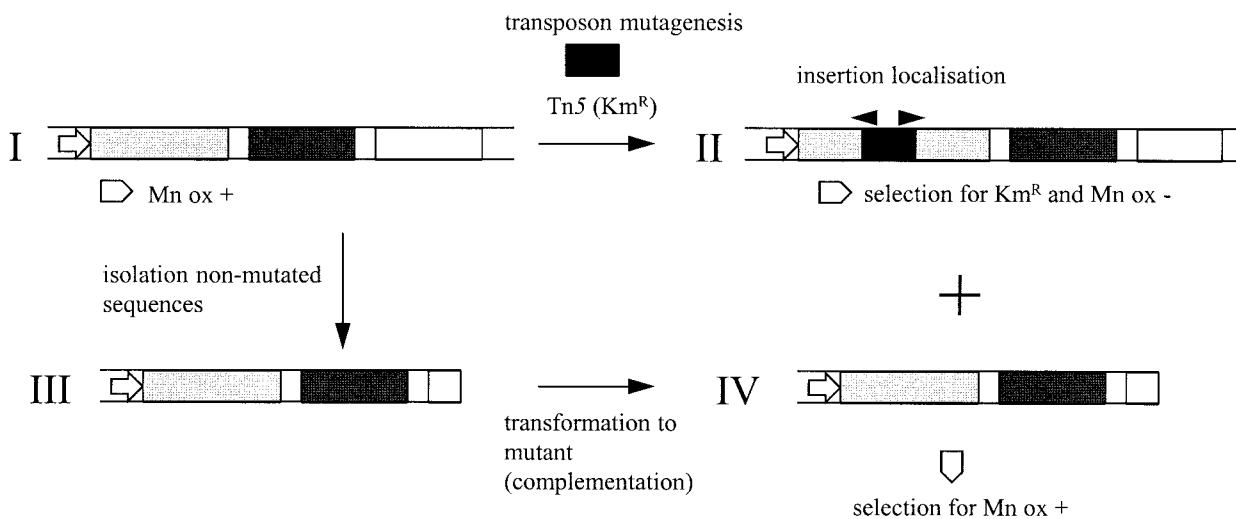 transposon mutagenesis
Tn5 (Km^R)
insertion localisation
I
II
Mn ox +
selection for Km^R and Mn ox -
isolation non-mutated
sequences
+
III
IV
transformation to
mutant
(complementation)
selection for Mn ox +